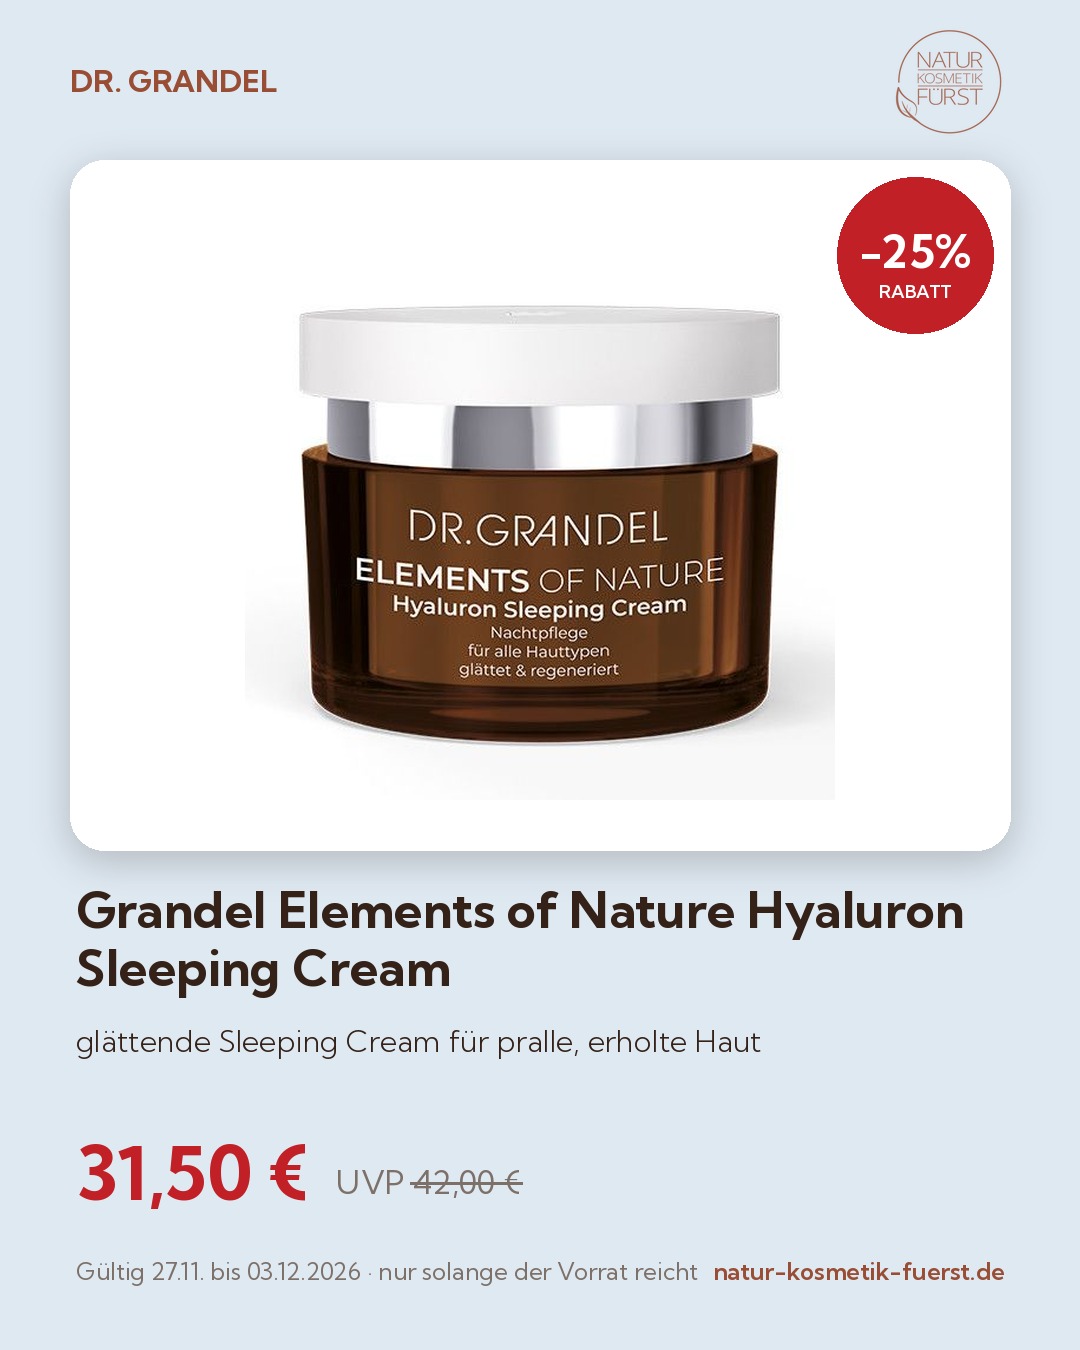 DR. GRANDEL
NATUR
KOSMETIK
FÜRST
-25%
RABATT
DR.GRANDEL
ELEMENTS OF NATURE
Hyaluron Sleeping Cream
Nachtpflege
für alle Hauttypen
glättet & regeneriert
Grandel Elements of Nature Hyaluron
Sleeping Cream
glättende Sleeping Cream für pralle, erholte Haut
31,50 € UVP 42,00 €
Gültig 27.11. bis 03.12.2026 · nur solange der Vorrat reicht natur-kosmetik-fuerst.de